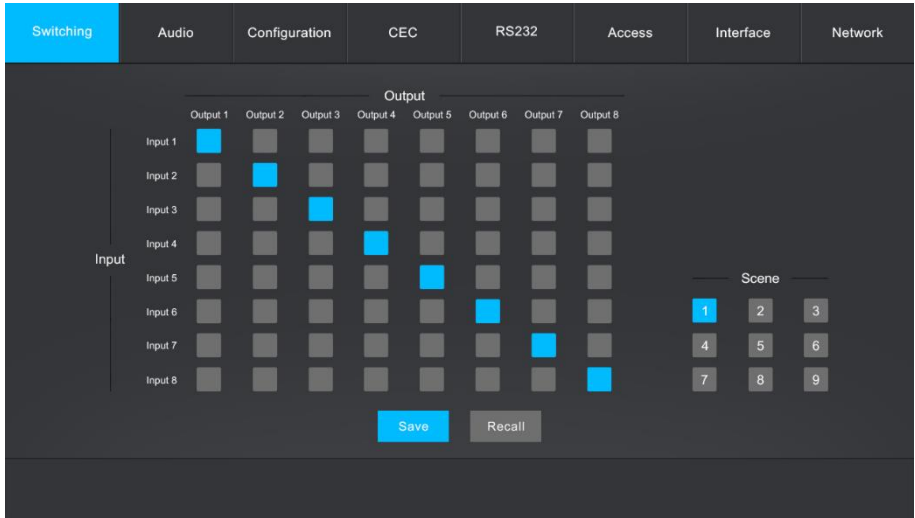 Switching Audio Configuration CEC RS232 Access Interface Network
Output
Output 1 Output 2 Output 3 Output 4 Output 5 Output 6 Output 7 Output 8
Input 1
Input 2
Input 3
Input 4
Input
Input 5
Scene
Input 6
1 2 3
Input 7
4 5 6
Input 8
7 8 9
Save Recall